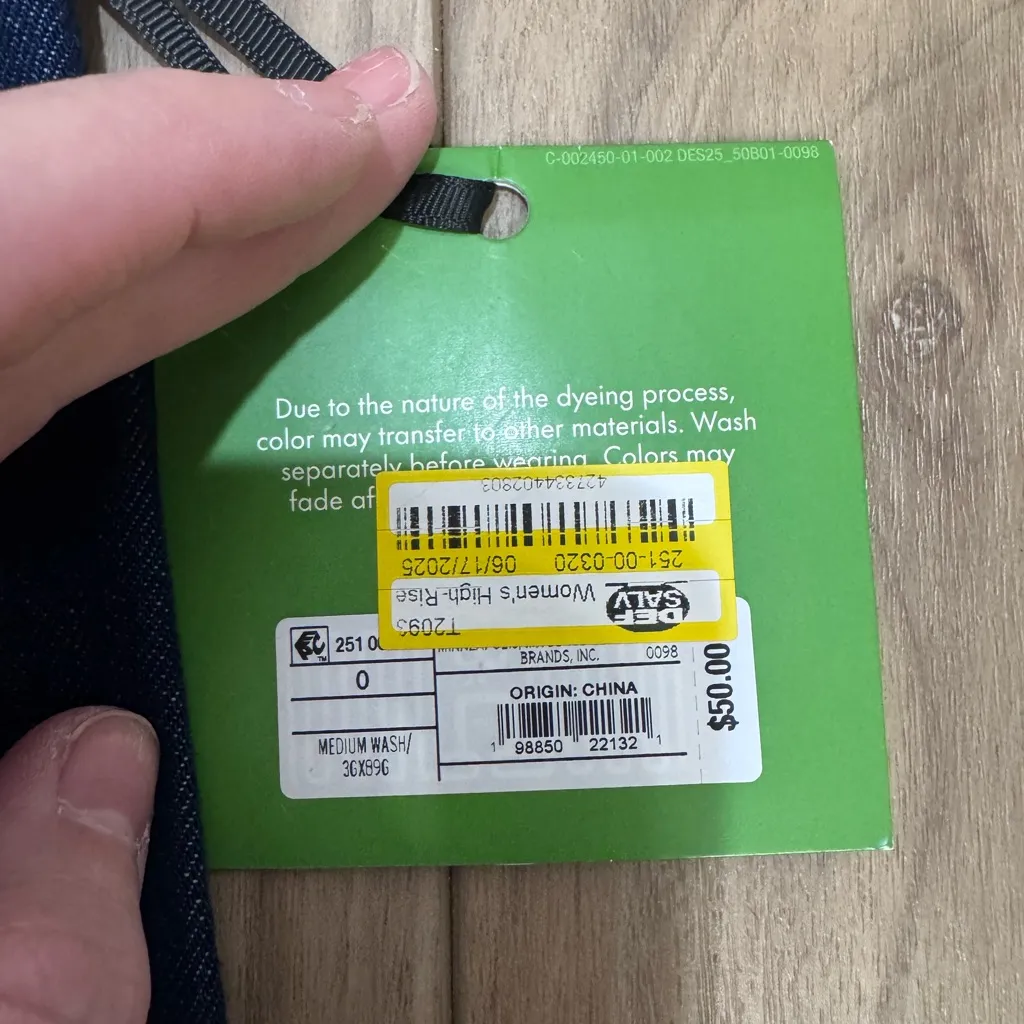 C-002450-01-002 DES25_50B01-0098
Due to the nature of the dyeing process,
color may transfer to other materials. Wash
separately before wearing. Colors may
fade af
427334402803
251-00-0320 06/17/2025
DEF
SALV
Women's High-Rise
T2093
251 0
0
MEDIUM WASH/
3GX89G
BRANDS, INC. 0098
ORIGIN: CHINA
1 98850 22132 1
$50.00